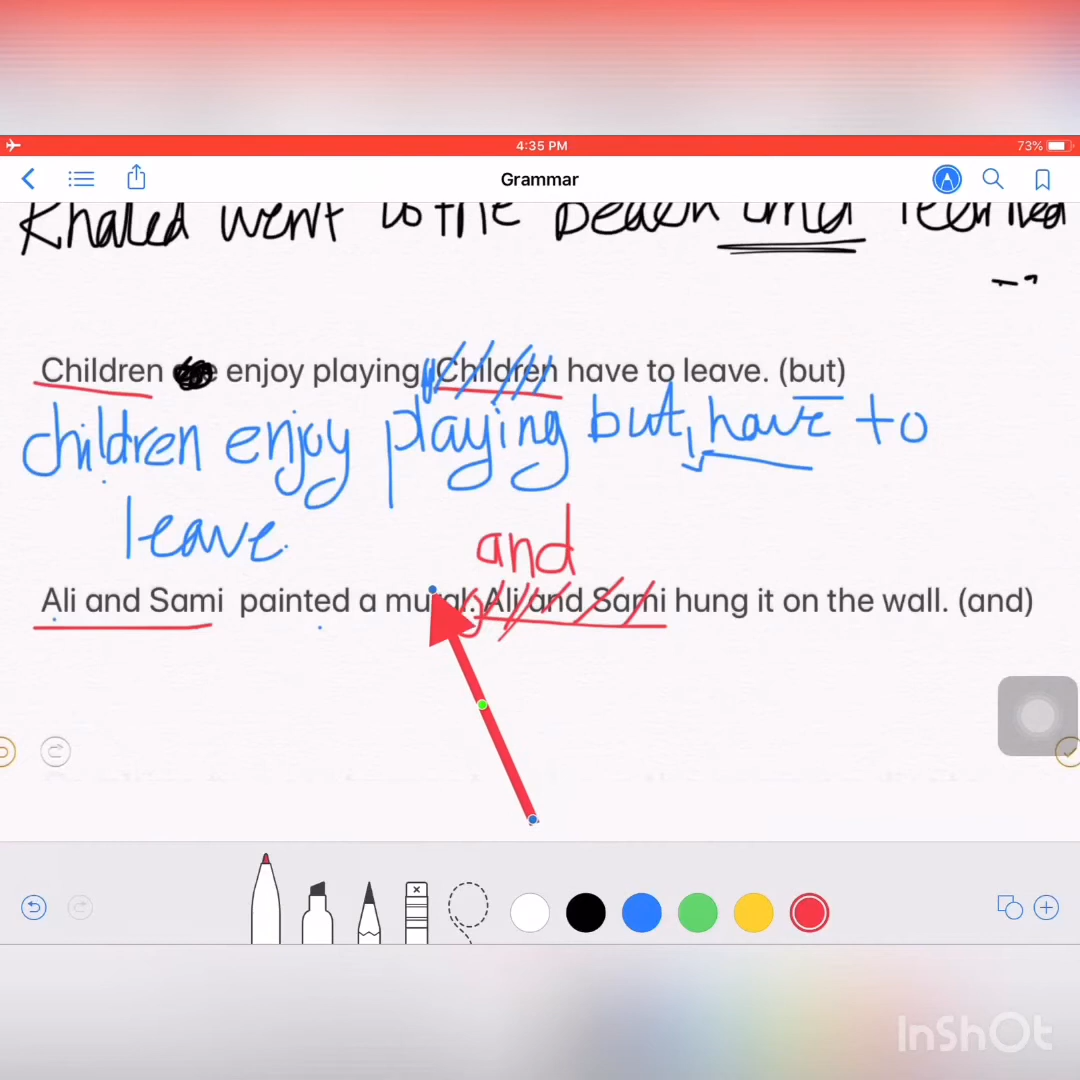 4:35 PM
73%
Grammar
Khaled went to the beach and
Children enjoy playing. Children have to leave. (but)
children enjoy playing but, have to
leave.
and
Ali and Sami painted a mural. Ali and Sami hung it on the wall. (and)
InShOt